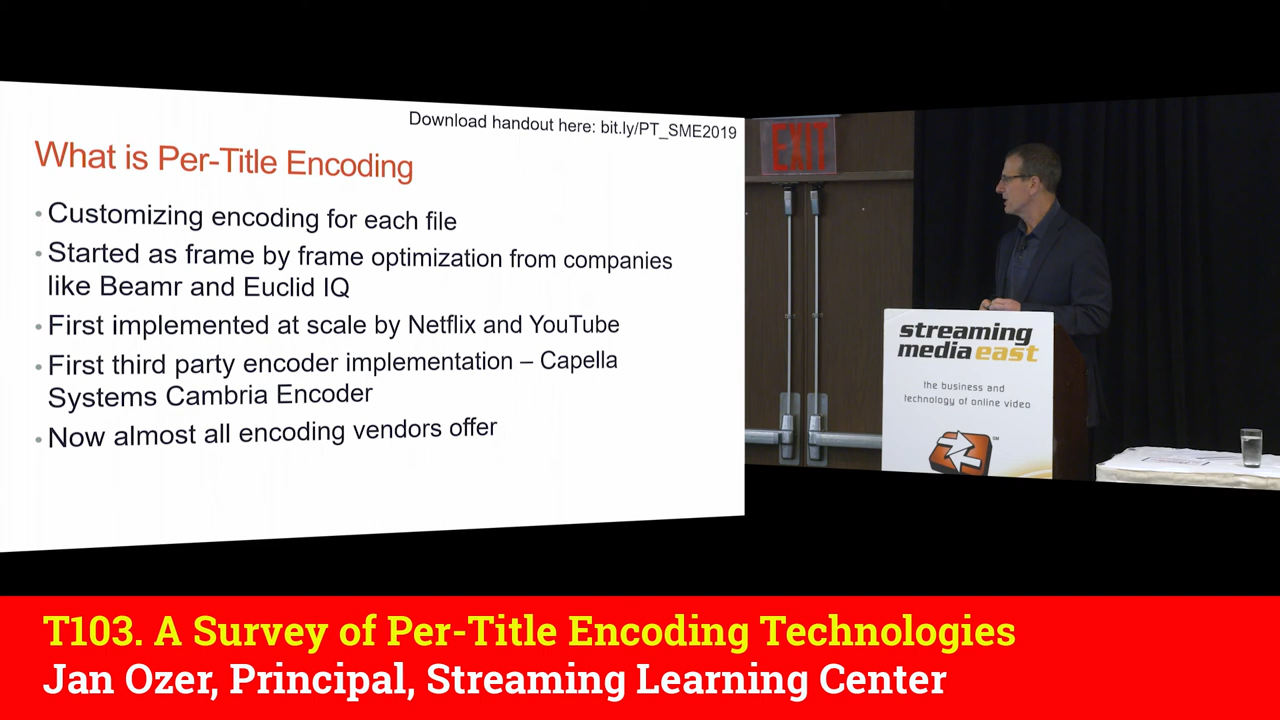 Download handout here: bit.ly/PT_SME2019
What is Per-Title Encoding
• Customizing encoding for each file
• Started as frame by frame optimization from companies
like Beamr and Euclid IQ
• First implemented at scale by Netflix and YouTube
• First third party encoder implementation – Capella
Systems Cambria Encoder
• Now almost all encoding vendors offer
EXIT
streaming
media east
the business and
technology of online video
SM
T103. A Survey of Per-Title Encoding Technologies
Jan Ozer, Principal, Streaming Learning Center